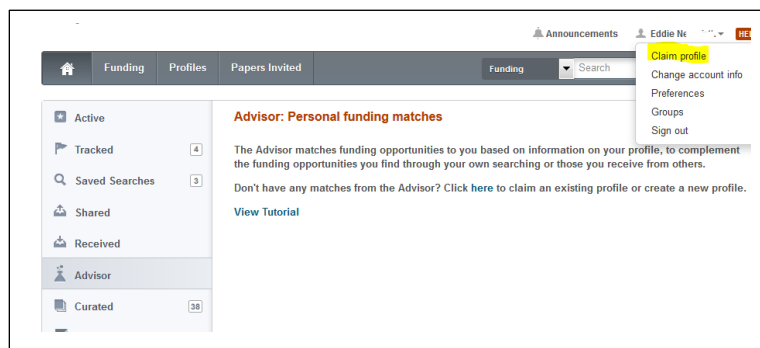 Announcements Eddie
Claim profile
Change account info
Preferences
Groups
Sign out
Funding Profiles Papers Invited Funding Search
Active
Tracked 4
Saved Searches 3
Shared
Received
Advisor
Curated 38
Advisor: Personal funding matches
The Advisor matches funding opportunities to you based on information on your profile, to complement
the funding opportunities you find through your own searching or those you receive from others.
Don't have any matches from the Advisor? Click here to claim an existing profile or create a new profile.
View Tutorial